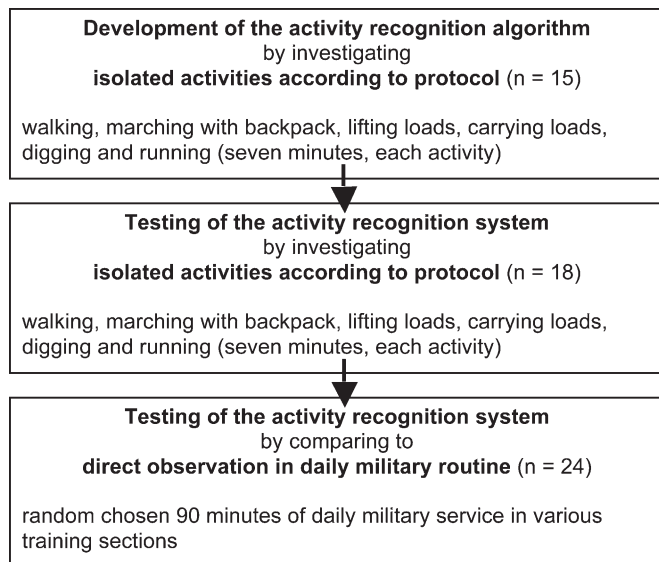 Development of the activity recognition algorithm
by investigating
isolated activities according to protocol (n = 15)
walking, marching with backpack, lifting loads, carrying loads,
digging and running (seven minutes, each activity)
Testing of the activity recognition system
by investigating
isolated activities according to protocol (n = 18)
walking, marching with backpack, lifting loads, carrying loads,
digging and running (seven minutes, each activity)
Testing of the activity recognition system
by comparing to
direct observation in daily military routine (n = 24)
random chosen 90 minutes of daily military service in various
training sections